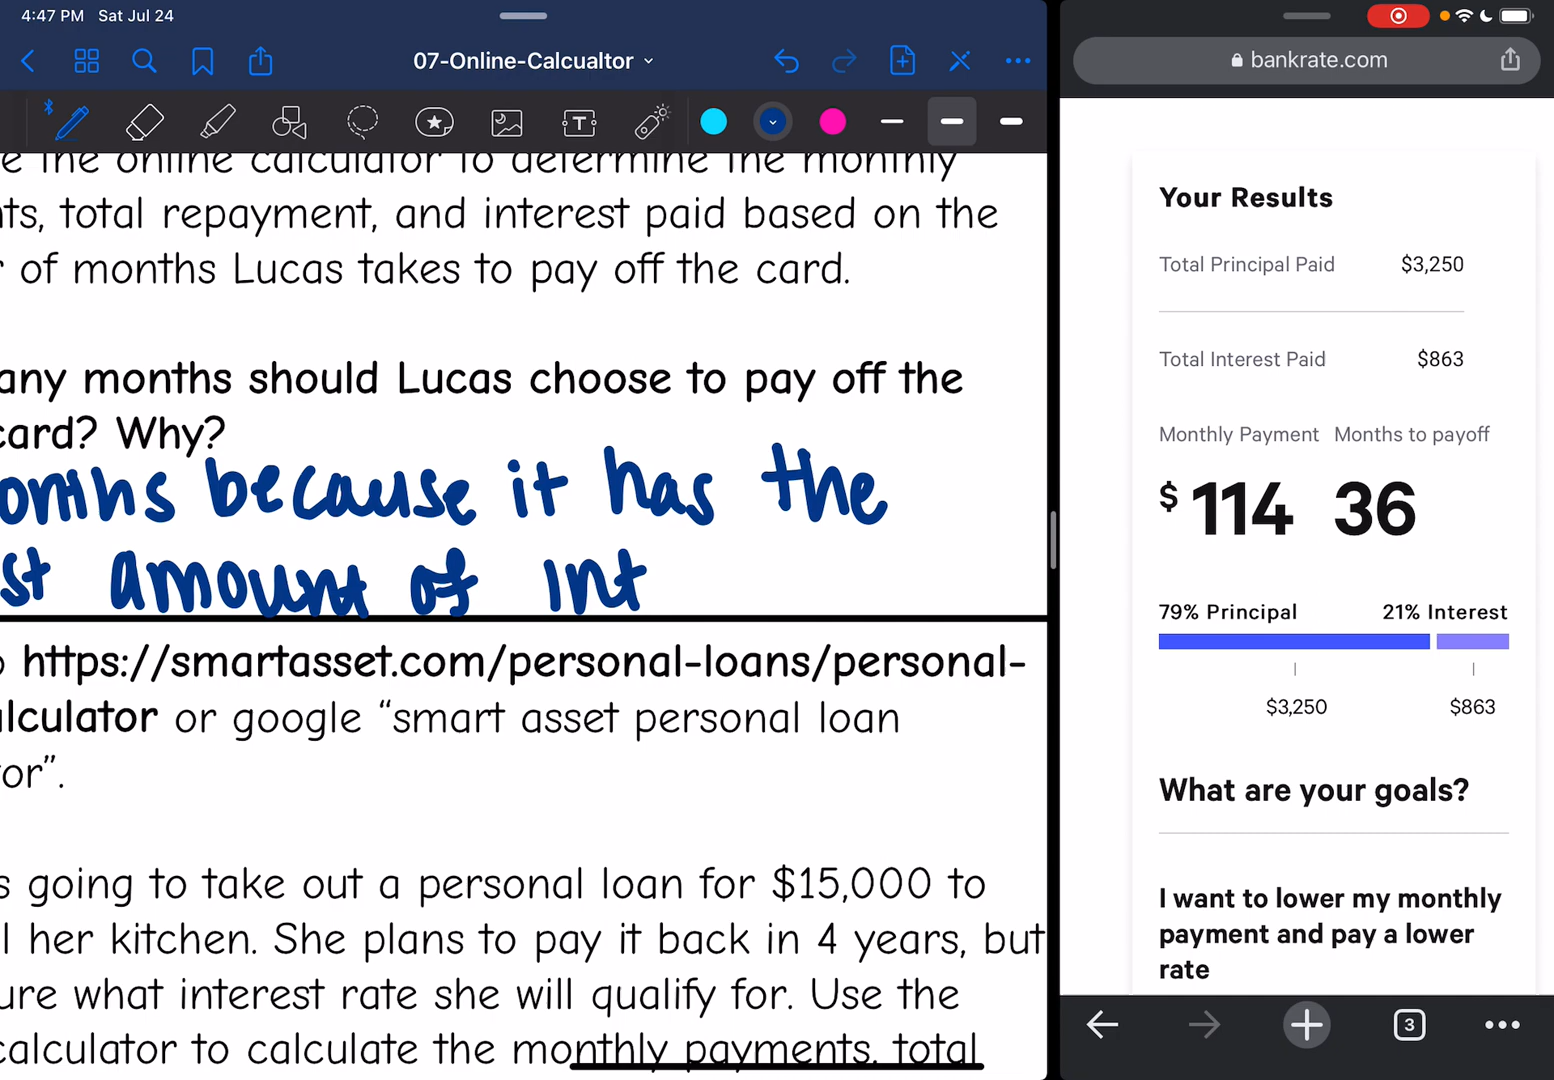 4:47 PM Sat Jul 24
07-Online-Calcualtor
bankrate.com
the online calculator to determine the monthly
ts, total repayment, and interest paid based on the
of months Lucas takes to pay off the card.
any months should Lucas choose to pay off the
card? Why?
onths because it has the
st amount of int
https://smartasset.com/personal-loans/personal-
lculator or google “smart asset personal loan
or”.
s going to take out a personal loan for $15,000 to
l her kitchen. She plans to pay it back in 4 years, but
ure what interest rate she will qualify for. Use the
calculator to calculate the monthly payments, total
Your Results
Total Principal Paid $3,250
Total Interest Paid $863
Monthly Payment Months to payoff
$114 36
79% Principal 21% Interest
$3,250 $863
What are your goals?
I want to lower my monthly
payment and pay a lower
rate
3